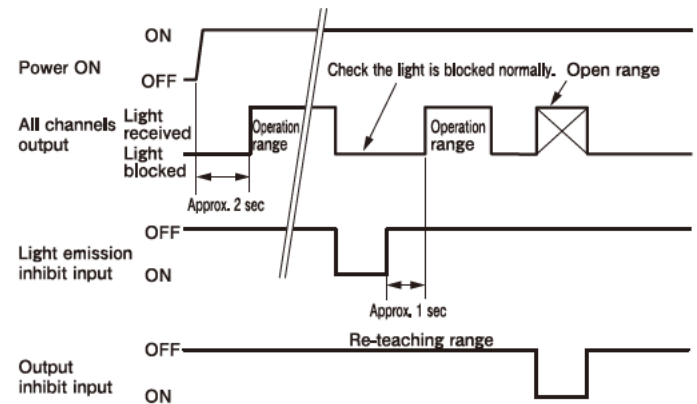 ON
Power ON
OFF
Check the light is blocked normally.
Open range
All channels
output
Light
received
Light
blocked
Operation
range
Operation
range
Approx. 2 sec
OFF
Light emission
inhibit input
ON
Approx. 1 sec
OFF
Re-teaching range
Output
inhibit input
ON